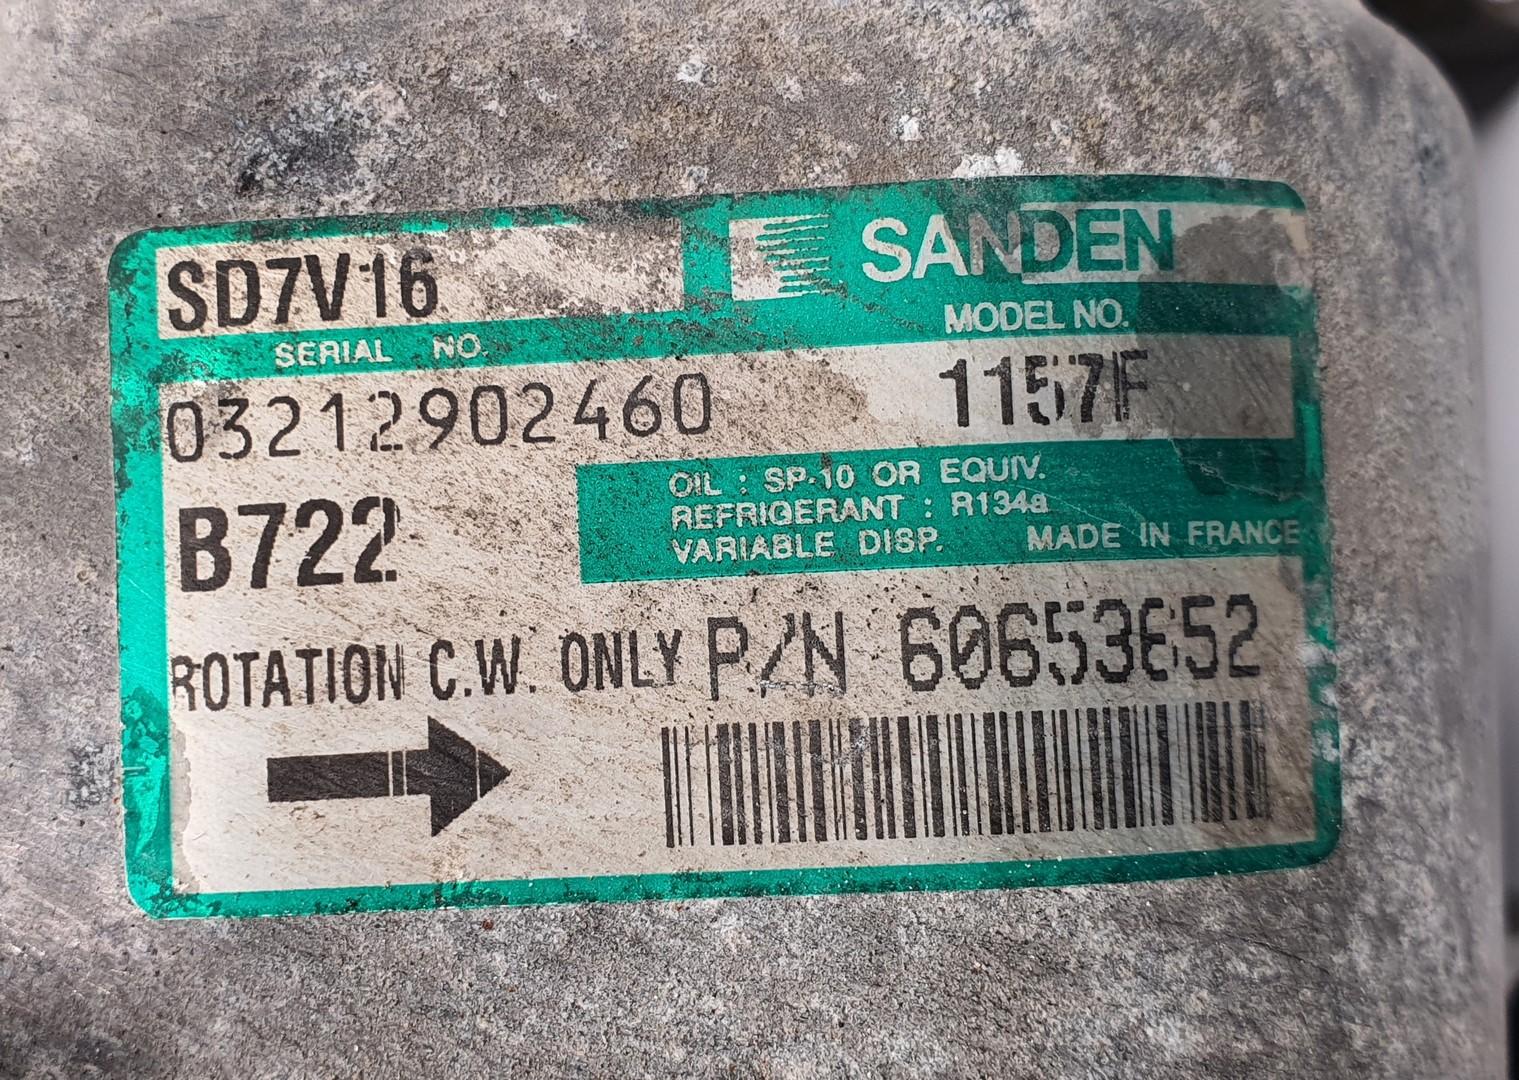 SD7V16
SANDEN
SERIAL NO.
MODEL NO.
03212902460
1157F
B722
OIL : SP-10 OR EQUIV.
REFRIGERANT : R134a
VARIABLE DISP. MADE IN FRANCE
ROTATION C.W. ONLY P/N 60653652